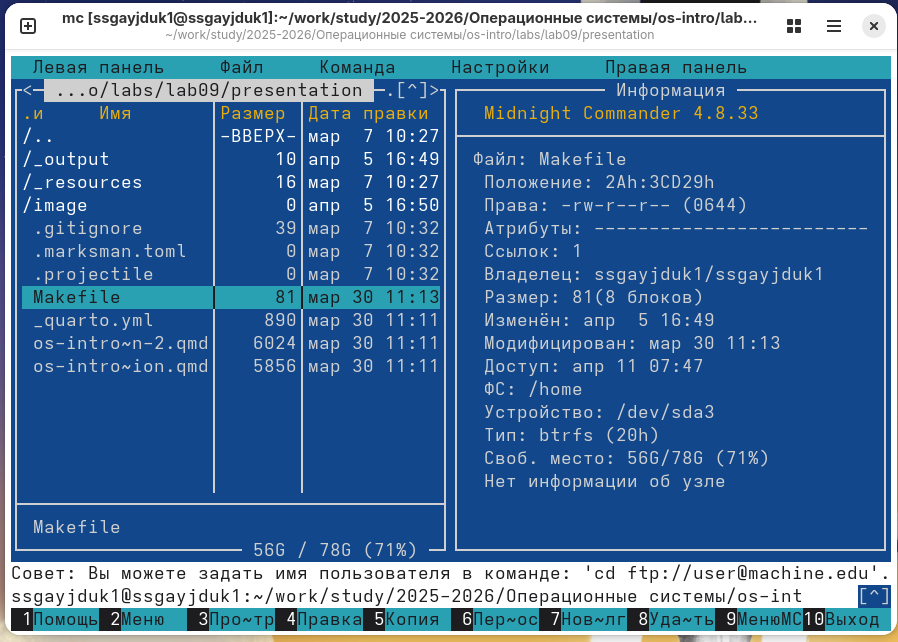 mc [ssgayjduk1@ssgayjduk1]:~/work/study/2025-2026/Операционные системы/os-intro/lab...
~/work/study/2025-2026/Операционные системы/os-intro/labs/lab09/presentation
Левая панель Файл Команда Настройки Правая панель
<— ...o/labs/lab09/presentation —.[^]>
.и Имя Размер Дата правки
/.. -ВВЕРХ- мар 7 10:27
/_output 10 апр 5 16:49
/_resources 16 мар 7 10:27
/image 0 апр 5 16:50
.gitignore 39 мар 7 10:32
.marksman.toml 0 мар 7 10:32
.projectile 0 мар 7 10:32
Makefile 81 мар 30 11:13
_quarto.yml 890 мар 30 11:11
os-intro~n-2.qmd 6024 мар 30 11:11
os-intro~ion.qmd 5856 мар 30 11:11
Makefile
56G / 78G (71%)
Информация
Midnight Commander 4.8.33
Файл: Makefile
Положение: 2Ah:3CD29h
Права: -rw-r--r-- (0644)
Атрибуты: -------------------------
Ссылок: 1
Владелец: ssgayjduk1/ssgayjduk1
Размер: 81(8 блоков)
Изменён: апр 5 16:49
Модифицирован: мар 30 11:13
Доступ: апр 11 07:47
ФС: /home
Устройство: /dev/sda3
Тип: btrfs (20h)
Своб. место: 56G/78G (71%)
Нет информации об узле
Совет: Вы можете задать имя пользователя в команде: 'cd ftp://user@machine.edu'.
ssgayjduk1@ssgayjduk1:~/work/study/2025-2026/Операционные системы/os-int [^]
1Помощь 2Меню 3Про~тр 4Правка 5Копия 6Пер~ос 7Нов~лг 8Уда~ть 9МенюMC 10Выход